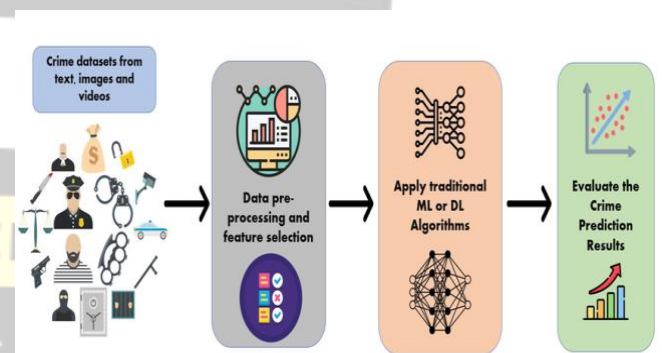 Crime datasets from
text, images and
videos
Data pre-
processing and
feature selection
Apply traditional
ML or DL
Algorithms
Evaluate the
Crime
Prediction
Results